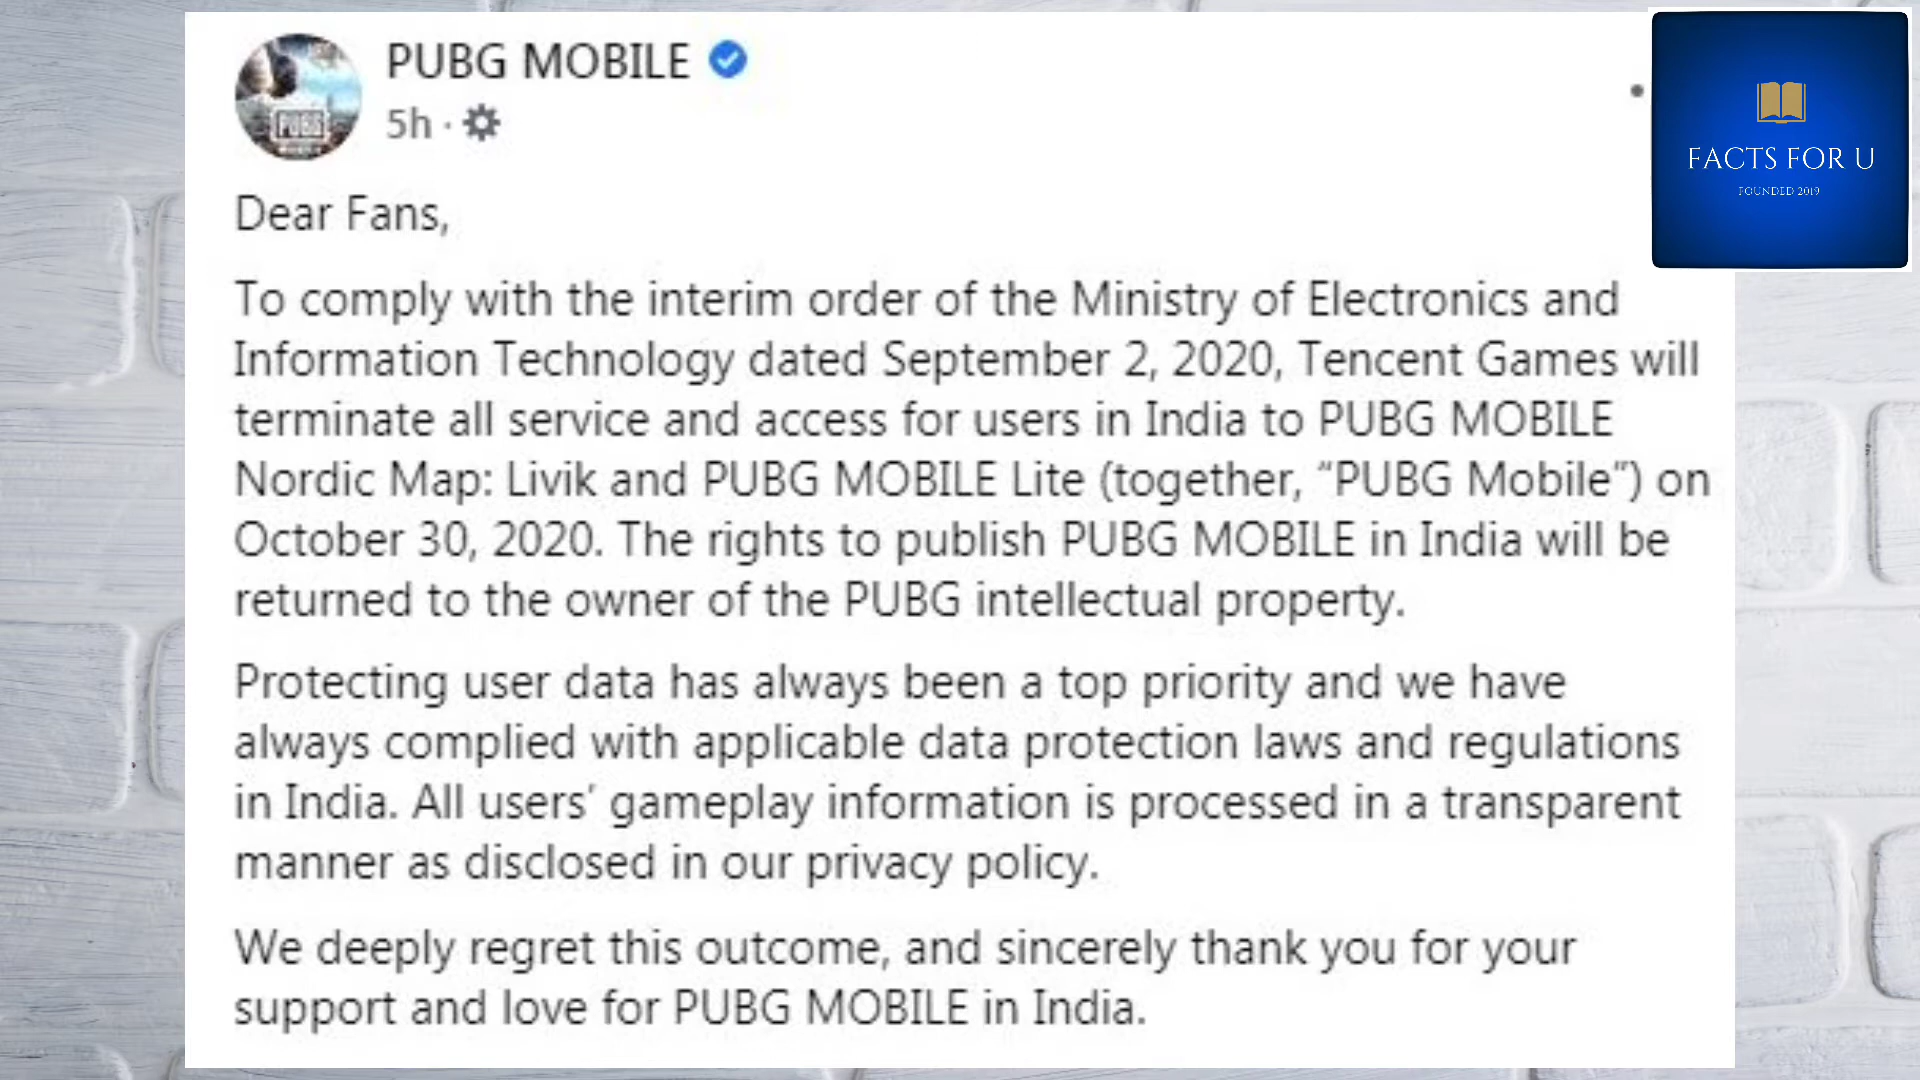 PUBG MOBILE
5h ·
FACTS FOR U
FOUNDED 2019
Dear Fans,
To comply with the interim order of the Ministry of Electronics and
Information Technology dated September 2, 2020, Tencent Games will
terminate all service and access for users in India to PUBG MOBILE
Nordic Map: Livik and PUBG MOBILE Lite (together, “PUBG Mobile”) on
October 30, 2020. The rights to publish PUBG MOBILE in India will be
returned to the owner of the PUBG intellectual property.
Protecting user data has always been a top priority and we have
always complied with applicable data protection laws and regulations
in India. All users’ gameplay information is processed in a transparent
manner as disclosed in our privacy policy.
We deeply regret this outcome, and sincerely thank you for your
support and love for PUBG MOBILE in India.
PUBG